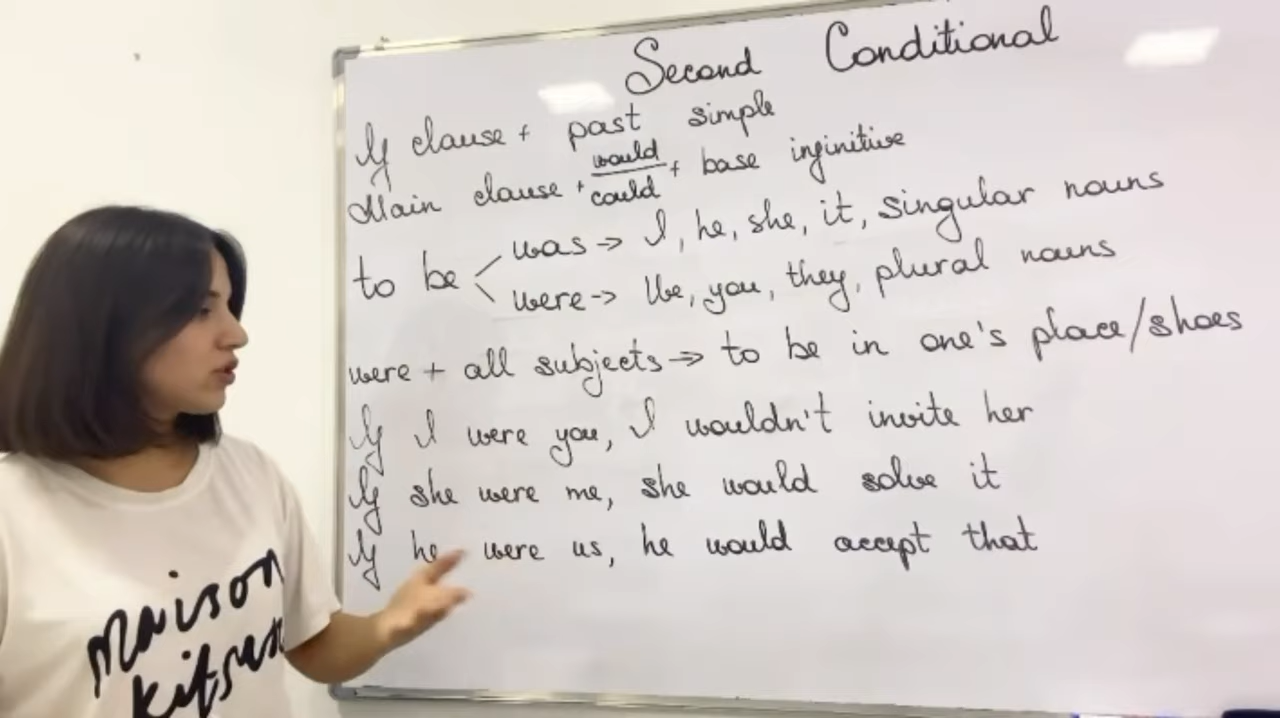 Second Conditional
If clause + past simple
Main clause + would/could + base infinitive
to be < was -> I, he, she, it, singular nouns
were -> We, you, they, plural nouns
were + all subjects -> to be in one's place/shoes
If I were you, I wouldn't invite her
If she were me, she would solve it
If he were us, he would accept that
maison